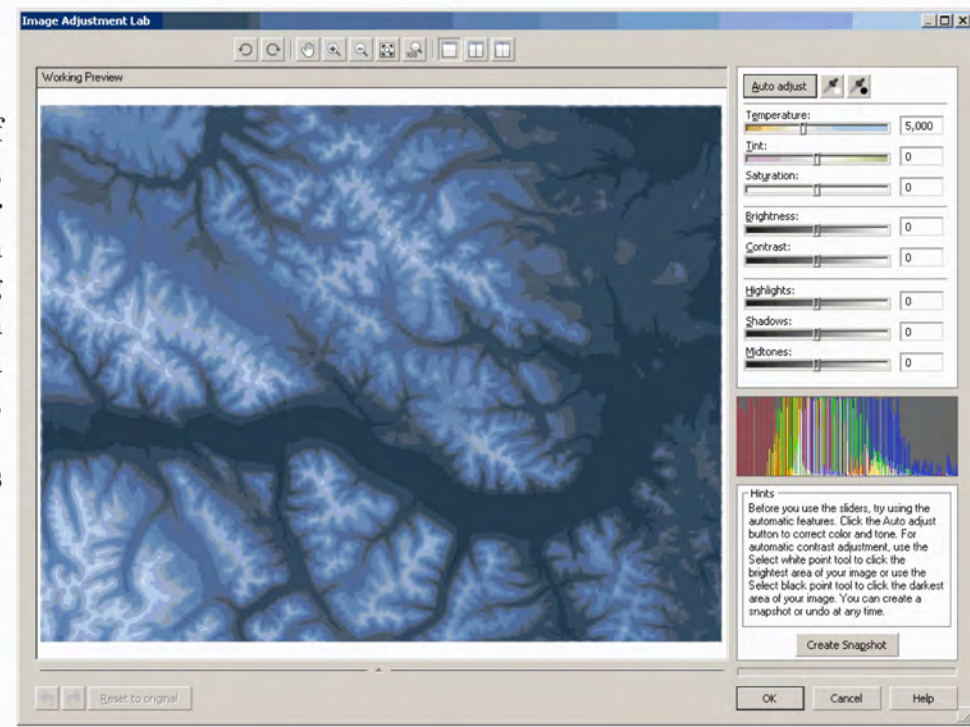 Image Adjustment Lab
Working Preview
Auto adjust
Temperature:
5,000
Tint:
0
Saturation:
0
Brightness:
0
Contrast:
0
Highlights:
0
Shadows:
0
Midtones:
0
Hints
Before you use the sliders, try using the
automatic features. Click the Auto adjust
button to correct color and tone. For
automatic contrast adjustment, use the
Select white point tool to click the
brightest area of your image or use the
Select black point tool to click the darkest
area of your image. You can create a
snapshot or undo at any time.
Create Snapshot
Reset to original
OK
Cancel
Help